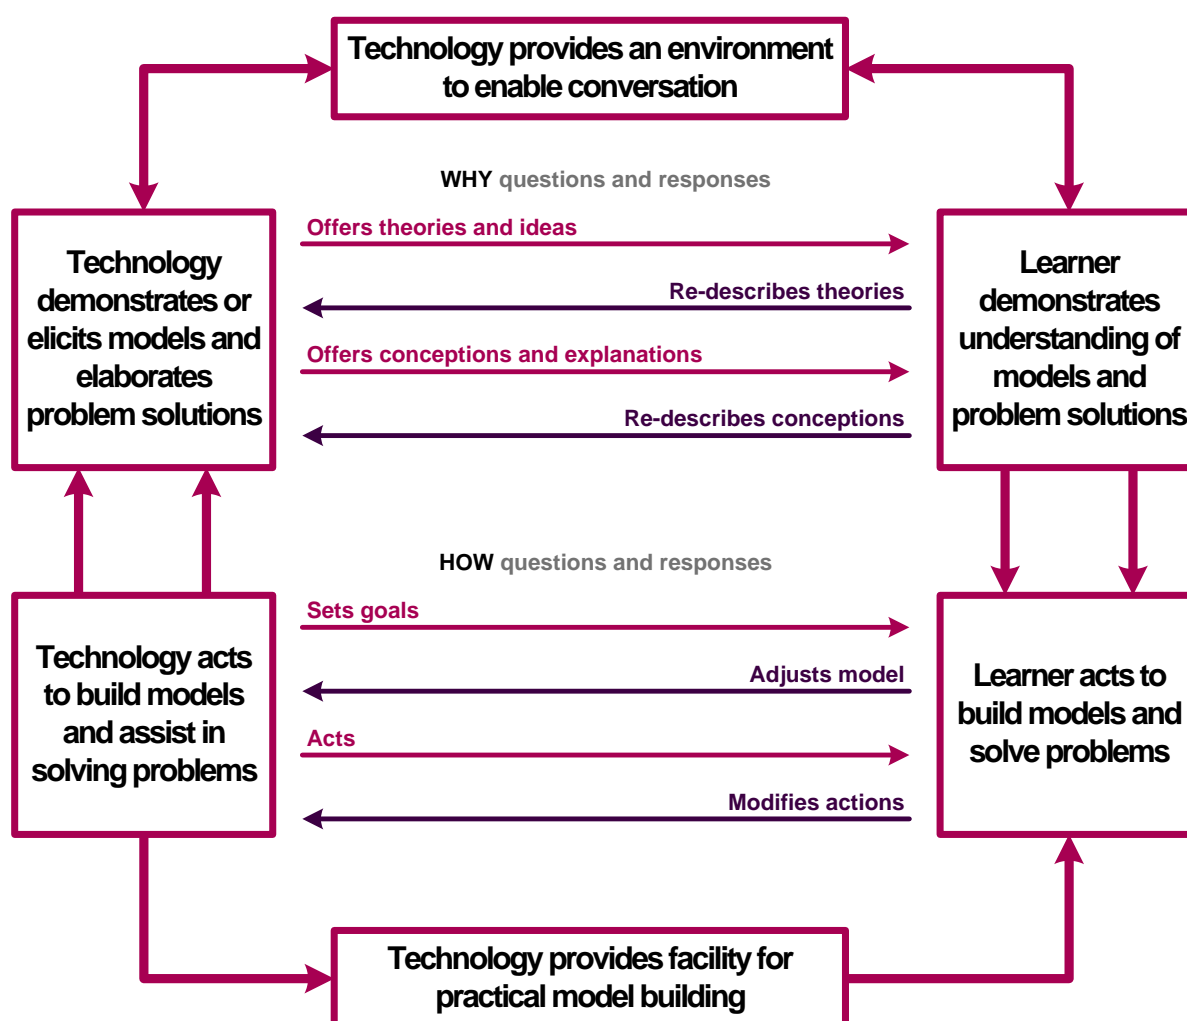 Technology provides an environment
to enable conversation
WHY questions and responses
Technology
demonstrates or
elicits models and
elaborates
problem solutions
Offers theories and ideas
Re-describes theories
Offers conceptions and explanations
Re-describes conceptions
Learner
demonstrates
understanding of
models and
problem solutions
HOW questions and responses
Technology acts
to build models
and assist in
solving problems
Sets goals
Adjusts model
Acts
Modifies actions
Learner acts to
build models and
solve problems
Technology provides facility for
practical model building